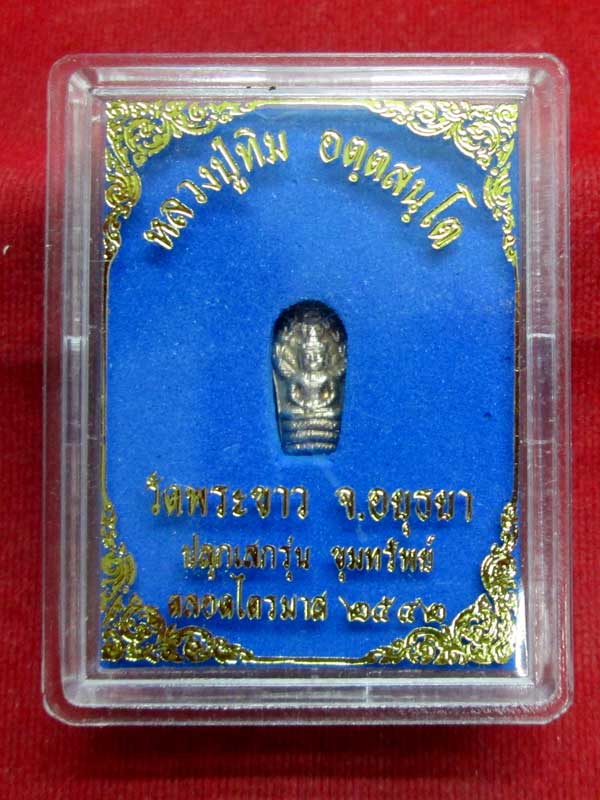 หลวงปู่ทิม อตฺตสนฺโต
วัดพระขาว จ.อยุธยา
ปลุกเสกรุ่น ขุมทรัพย์
ตลอดไตรมาส ๒๕๔๒